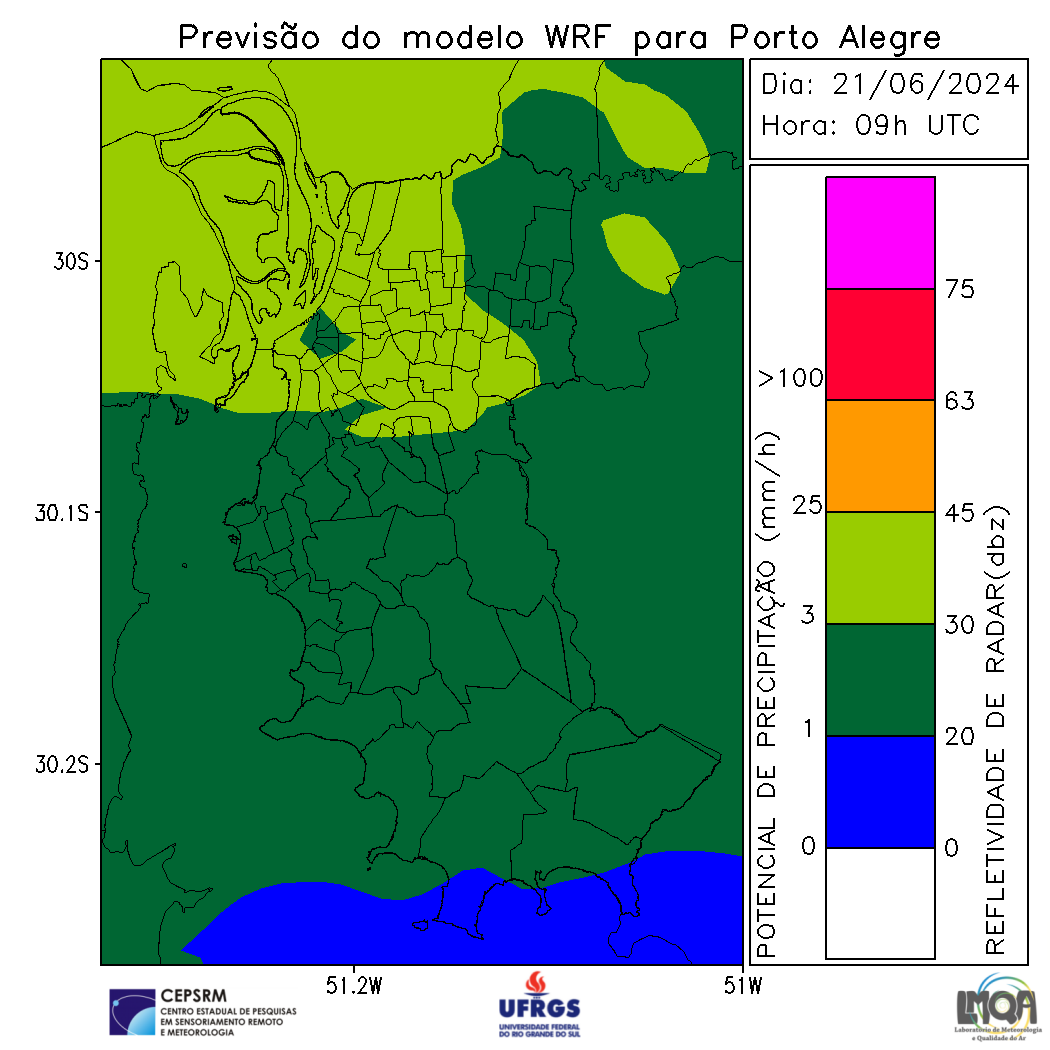 Previsão do modelo WRF para Porto Alegre
Dia: 21/06/2024
Hora: 09h UTC
30S
30.1S
30.2S
51.2W
51W
POTENCIAL DE PRECIPITAÇÃO (mm/h)
>100
25
3
1
0
75
63
45
30
20
0
REFLETIVIDADE DE RADAR(dbz)
CEPSRM
CENTRO ESTADUAL DE PESQUISAS
EM SENSORIAMENTO REMOTO
E METEOROLOGIA
UFRGS
UNIVERSIDADE FEDERAL
DO RIO GRANDE DO SUL
LMQA
Laboratório de Meteorologia
e Qualidade do Ar